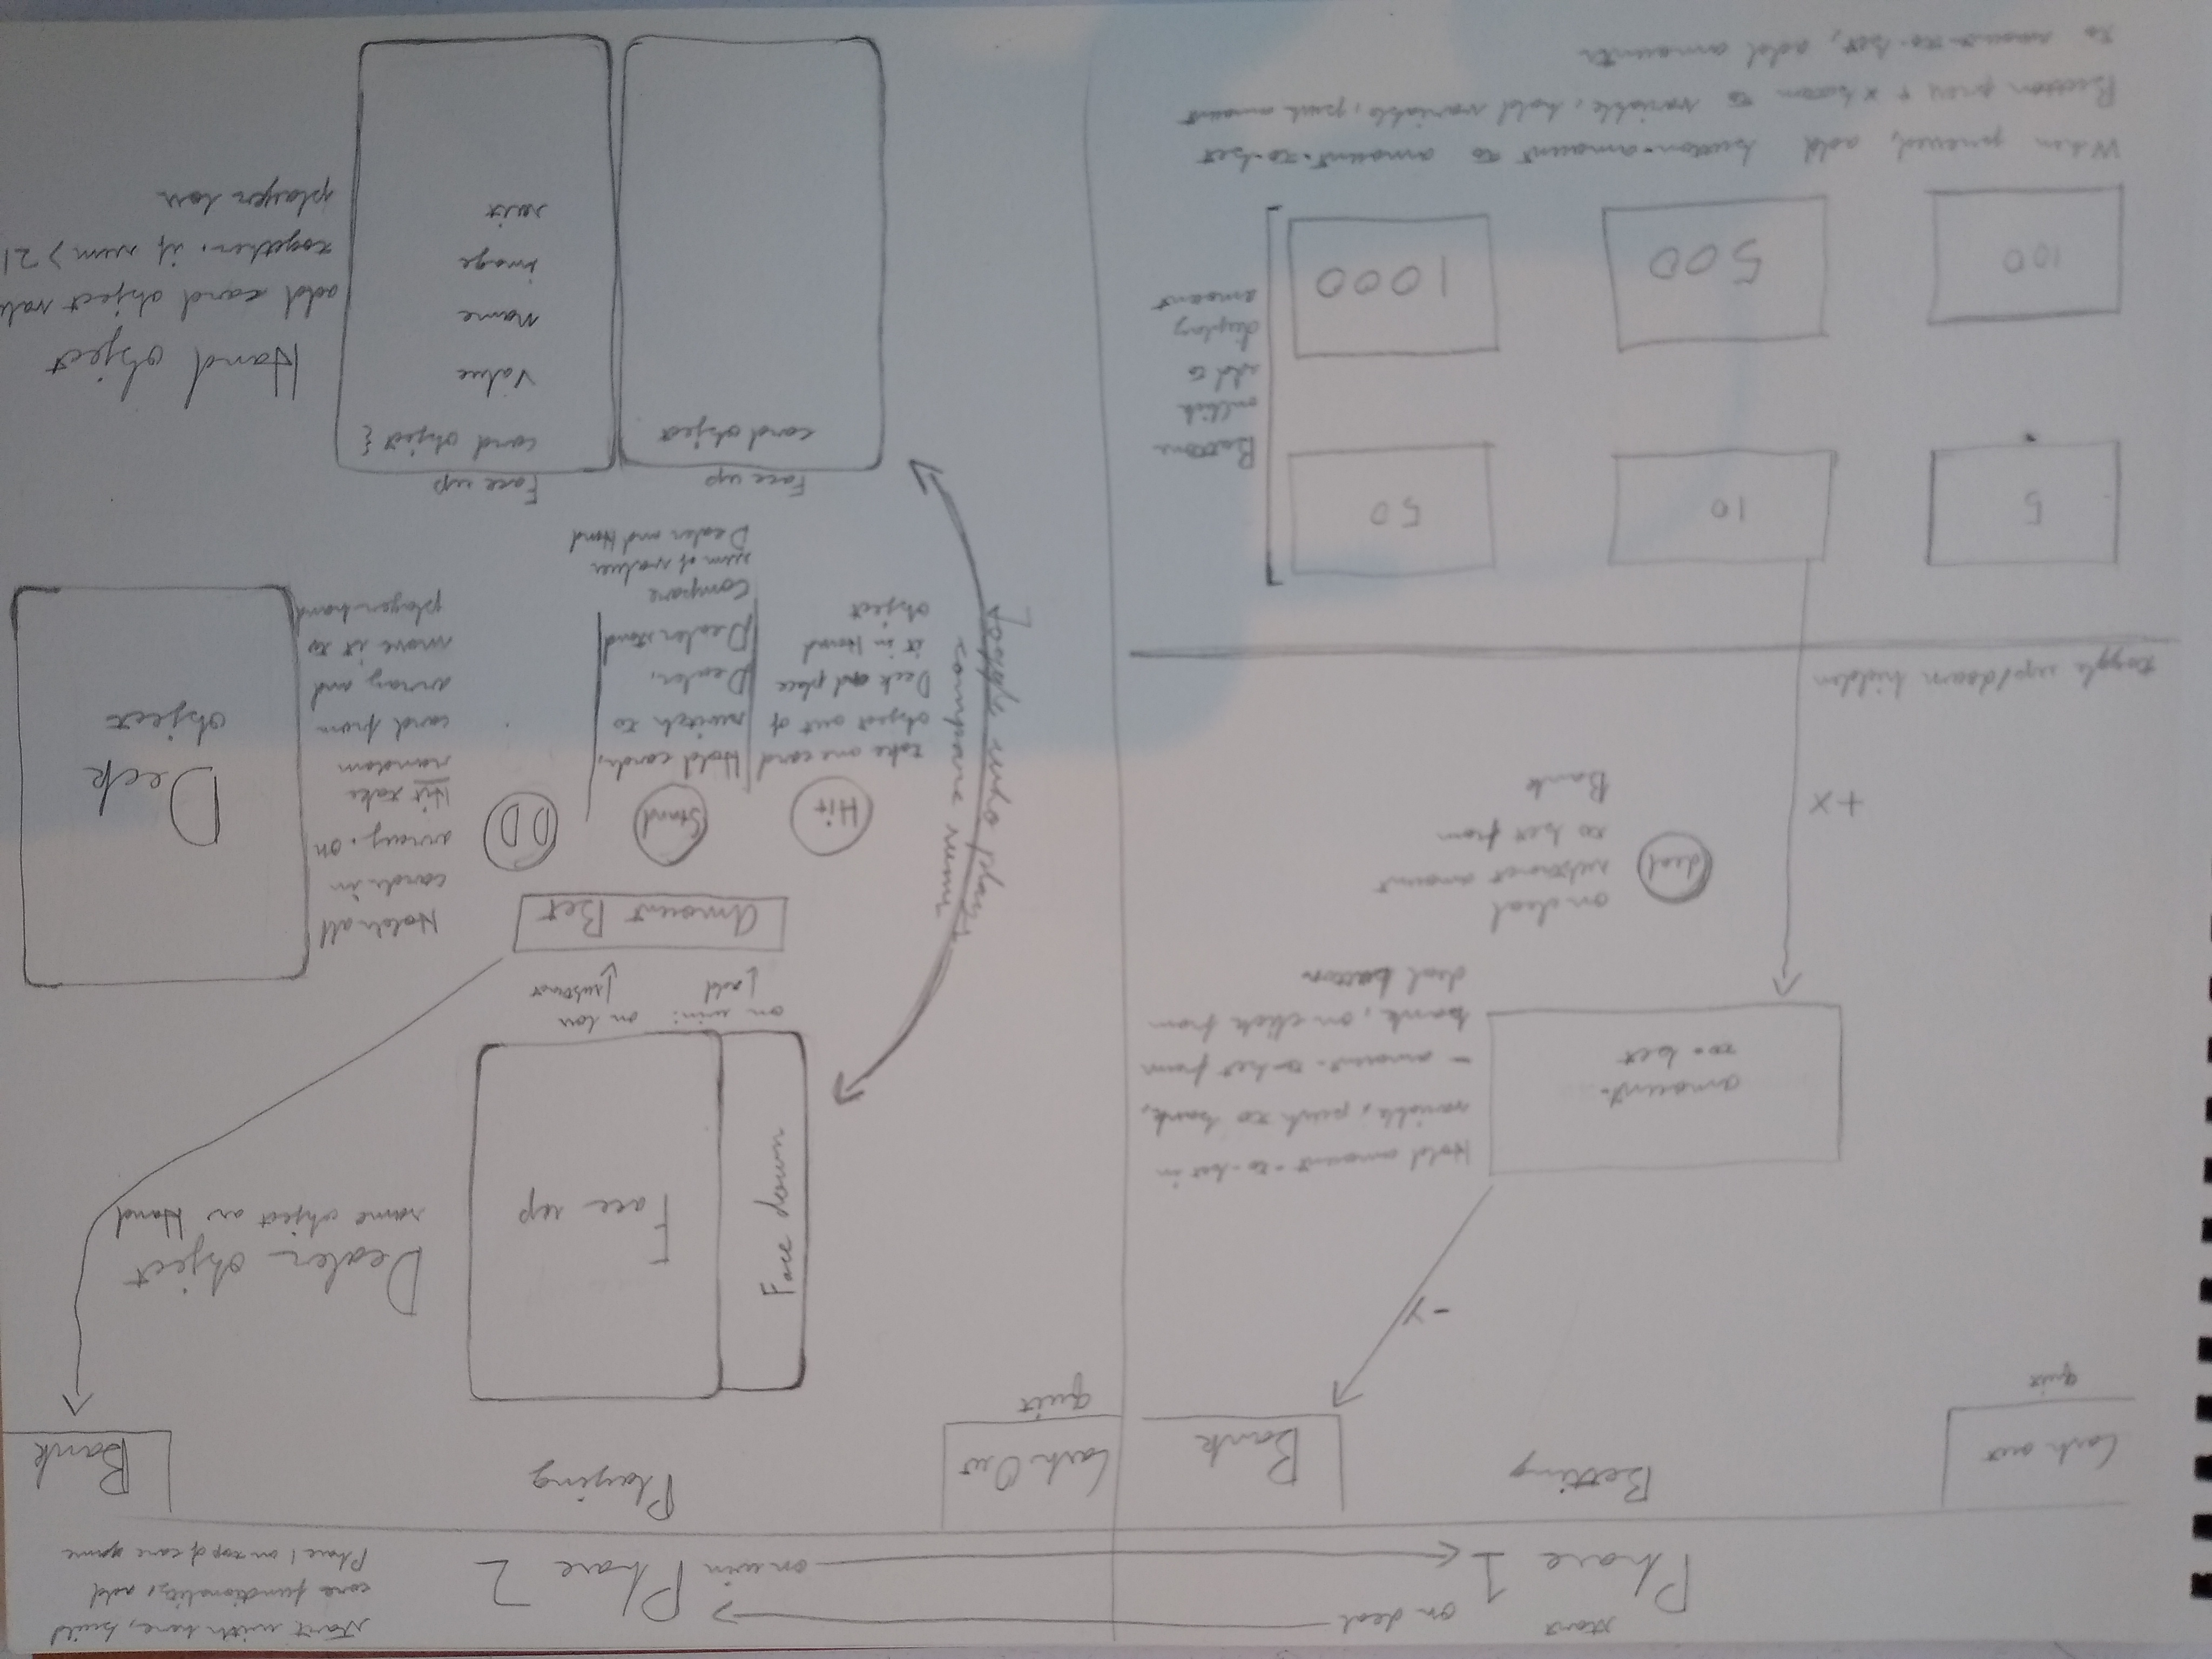 start
Phase 1
on deal
on win
Phase 2
Start with here, build
core functionality, add
Phase 1 on top of core game
Cash out
quit
Betting
Bank
-Y
amount-
to-bet
Hold amount-to-bet in
variable, push to bank,
- amount-to-bet from
bank, on click from
deal button
deal
on deal
subtract amount
to bet from
Bank
+x
toggle up/down hidden
5
10
50
100
500
1000
Buttons
onclick
add to
display
amount
When pressed, add button-amount to amount-to-bet
Button press + x button to variable, hold variable, push amount
to amount-to-bet, add amounts
Cash Out
quit
Playing
Bank
Face down
Face up
Dealer object
same object as Hand
on win:
add
on loss
subtract
Amount Bet
Hit
Stand
DD
take one card
object out of
Deck and place
it in Hand
object
Hold cards,
switch to
Dealer,
Dealer stand
Compare
sum of values
Dealer and Hand
Holds all
cards in
array. on
Hit take
random
card from
array and
move it to
player hand
Deck
object
Toggle who plays
compare sums
Face up
card object
Face up
card object {
Value
name
image
suit
Hand object
add card object
together. if sum > 21
player loss